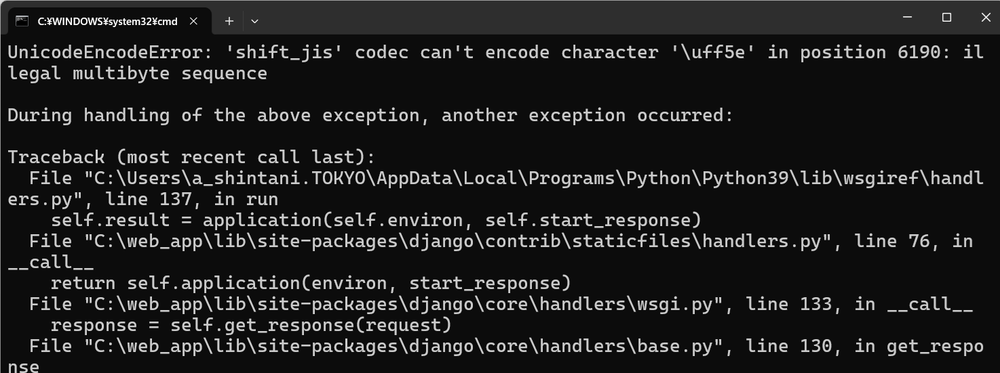 C:¥WINDOWS¥system32¥cmd
UnicodeEncodeError: 'shift_jis' codec can't encode character '\uff5e' in position 6190: il
legal multibyte sequence
During handling of the above exception, another exception occurred:
Traceback (most recent call last):
  File "C:\Users\a_shintani.TOKYO\AppData\Local\Programs\Python\Python39\lib\wsgiref\handl
ers.py", line 137, in run
    self.result = application(self.environ, self.start_response)
  File "C:\web_app\lib\site-packages\django\contrib\staticfiles\handlers.py", line 76, in
__call__
    return self.application(environ, start_response)
  File "C:\web_app\lib\site-packages\django\core\handlers\wsgi.py", line 133, in __call__
    response = self.get_response(request)
  File "C:\web_app\lib\site-packages\django\core\handlers\base.py", line 130, in get_respo
nse